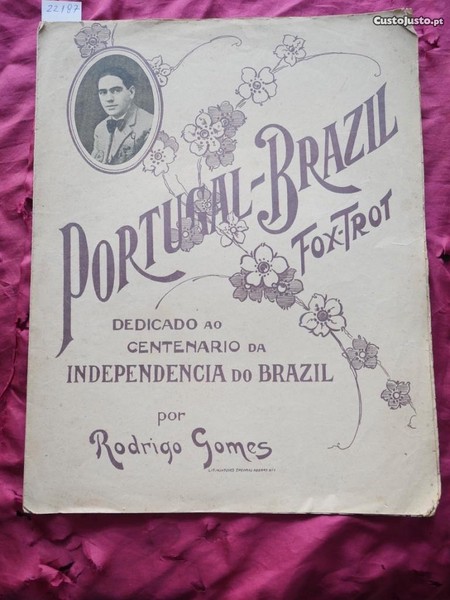 22197
CustoJusto.pt
PORTUGAL-BRAZIL
FOX-TROT
DEDICADO AO
CENTENARIO DA
INDEPENDENCIA DO BRAZIL
por
Rodrigo Gomes